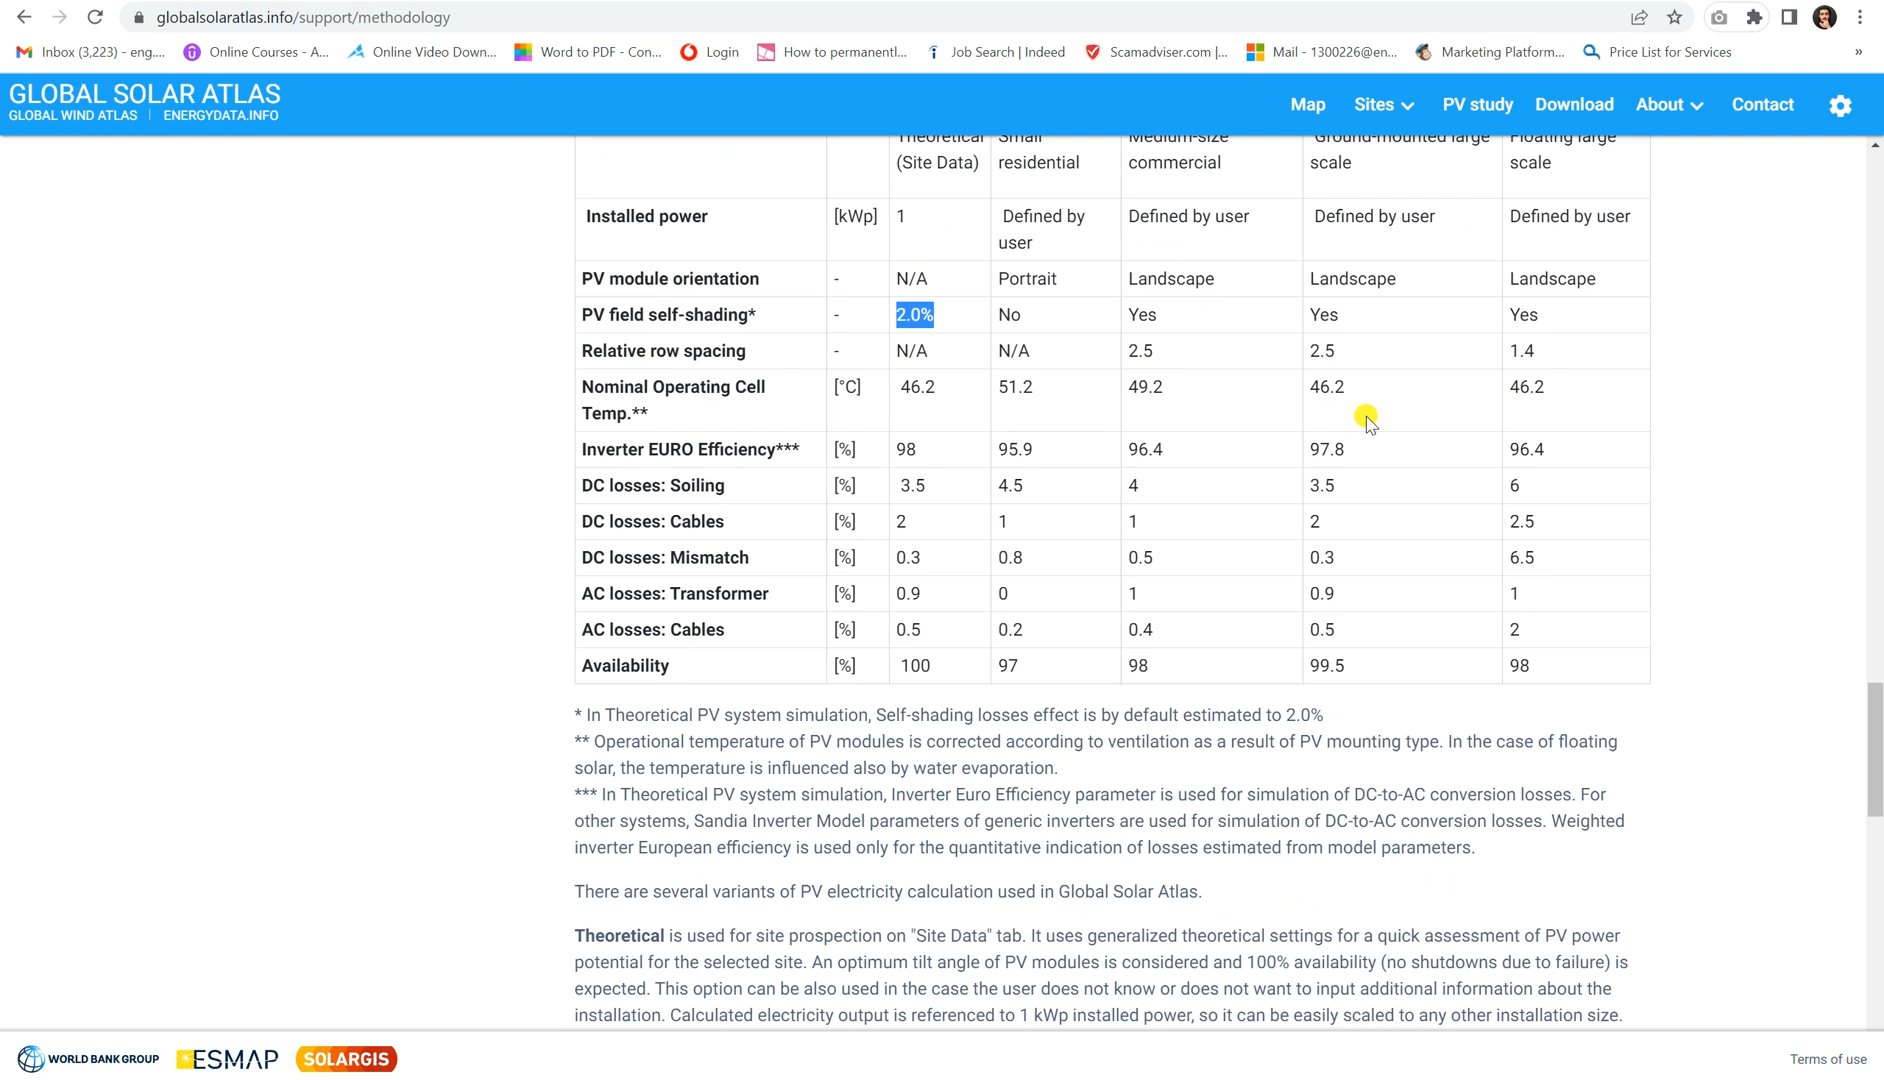 globalsolaratlas.info/support/methodology
Inbox (3,223) - eng....
Online Courses - A...
Online Video Down...
Word to PDF - Con...
Login
How to permanentl...
Job Search | Indeed
Scamadviser.com |...
Mail - 1300226@en...
Marketing Platform...
Price List for Services
»
GLOBAL SOLAR ATLAS
GLOBAL WIND ATLAS | ENERGYDATA.INFO
Map Sites PV study Download About Contact
Theoretical Small Medium-size Ground-mounted large Floating large
(Site Data) residential commercial scale scale
Installed power [kWp] 1 Defined by user Defined by user Defined by user Defined by user
PV module orientation - N/A Portrait Landscape Landscape Landscape
PV field self-shading* - 2.0% No Yes Yes Yes
Relative row spacing - N/A N/A 2.5 2.5 1.4
Nominal Operating Cell Temp.** [°C] 46.2 51.2 49.2 46.2 46.2
Inverter EURO Efficiency*** [%] 98 95.9 96.4 97.8 96.4
DC losses: Soiling [%] 3.5 4.5 4 3.5 6
DC losses: Cables [%] 2 1 1 2 2.5
DC losses: Mismatch [%] 0.3 0.8 0.5 0.3 6.5
AC losses: Transformer [%] 0.9 0 1 0.9 1
AC losses: Cables [%] 0.5 0.2 0.4 0.5 2
Availability [%] 100 97 98 99.5 98
* In Theoretical PV system simulation, Self-shading losses effect is by default estimated to 2.0%
** Operational temperature of PV modules is corrected according to ventilation as a result of PV mounting type. In the case of floating
solar, the temperature is influenced also by water evaporation.
*** In Theoretical PV system simulation, Inverter Euro Efficiency parameter is used for simulation of DC-to-AC conversion losses. For
other systems, Sandia Inverter Model parameters of generic inverters are used for simulation of DC-to-AC conversion losses. Weighted
inverter European efficiency is used only for the quantitative indication of losses estimated from model parameters.
There are several variants of PV electricity calculation used in Global Solar Atlas.
Theoretical is used for site prospection on "Site Data" tab. It uses generalized theoretical settings for a quick assessment of PV power
potential for the selected site. An optimum tilt angle of PV modules is considered and 100% availability (no shutdowns due to failure) is
expected. This option can be also used in the case the user does not know or does not want to input additional information about the
installation. Calculated electricity output is referenced to 1 kWp installed power, so it can be easily scaled to any other installation size.
WORLD BANK GROUP
ESMAP
SOLARGIS
Terms of use